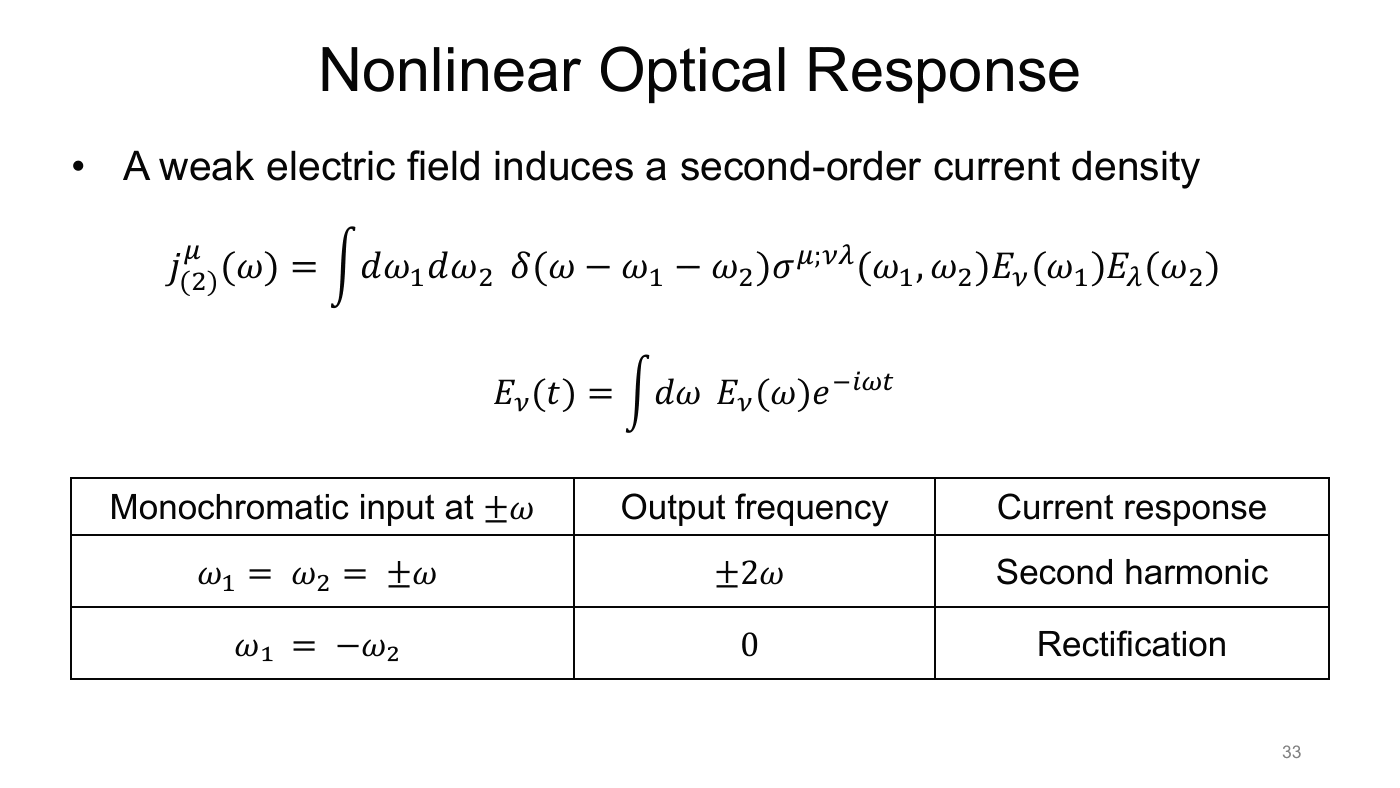 Nonlinear Optical Response
• A weak electric field induces a second-order current density
𝑗_{(2)}^{𝜇}(𝜔) = ∫𝑑𝜔₁𝑑𝜔₂ 𝛿(𝜔 − 𝜔₁ − 𝜔₂)𝜎^{𝜇;𝜈𝜆}(𝜔₁, 𝜔₂)𝐸_𝜈(𝜔₁)𝐸_𝜆(𝜔₂)
𝐸_𝜈(𝑡) = ∫𝑑𝜔 𝐸_𝜈(𝜔)𝑒^{−𝑖𝜔𝑡}
Monochromatic input at ±𝜔 Output frequency Current response
𝜔₁ = 𝜔₂ = ±𝜔 ±2𝜔 Second harmonic
𝜔₁ = −𝜔₂ 0 Rectification
33